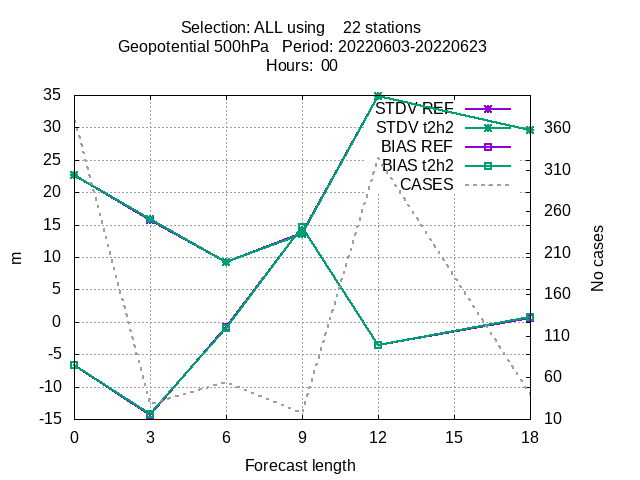 Selection: ALL using    22 stations
Geopotential 500hPa   Period: 20220603-20220623
Hours:  00
35
30
25
20
15
10
5
0
-5
-10
-15
m
0
3
6
9
12
15
18
Forecast length
360
310
260
210
160
110
60
10
No cases
STDV REF
STDV t2h2
BIAS REF
BIAS t2h2
CASES